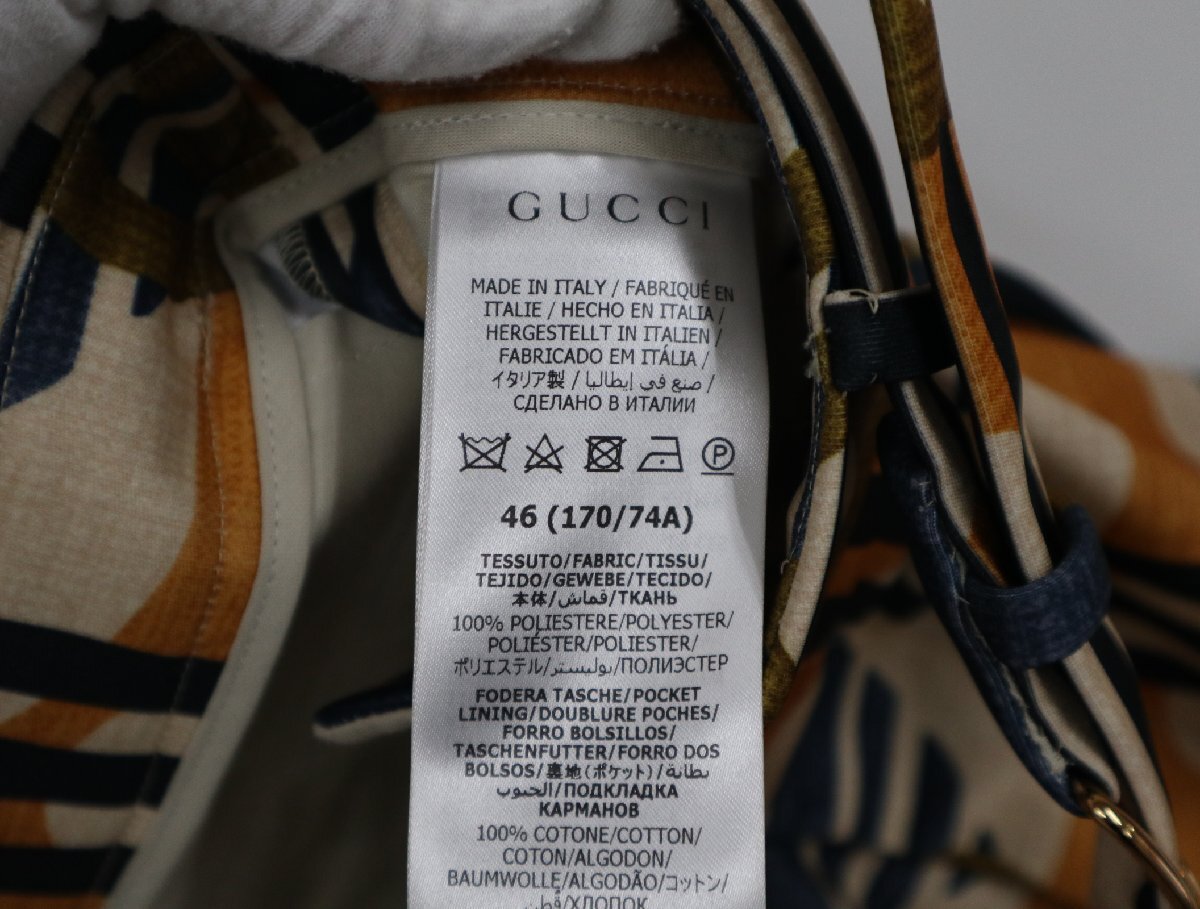 GUCCI
MADE IN ITALY / FABRIQUÉ EN
ITALIE / HECHO EN ITALIA /
HERGESTELLT IN ITALIEN /
FABRICADO EM ITÁLIA /
イタリア製 / صنع في إيطاليا /
СДЕЛАНО В ИТАЛИИ
P
46 (170/74A)
TESSUTO/FABRIC/TISSU/
TEJIDO/GEWEBE/TECIDO/
本体/قماش/ТКАНЬ
100% POLIESTERE/POLYESTER/
POLIÉSTER/POLIESTER/
ポリエステル/بوليستر/ПОЛИЭСТЕР
FODERA TASCHE/POCKET
LINING/DOUBLURE POCHES/
FORRO BOLSILLOS/
TASCHENFUTTER/FORRO DOS
BOLSOS/裏地(ポケット)/بطانة/
الجيوب/ПОДКЛАДКА
КАРМАНОВ
100% COTONE/COTTON/
COTON/ALGODON/
BAUMWOLLE/ALGODÃO/コットン/
قطن/ХЛОПОК